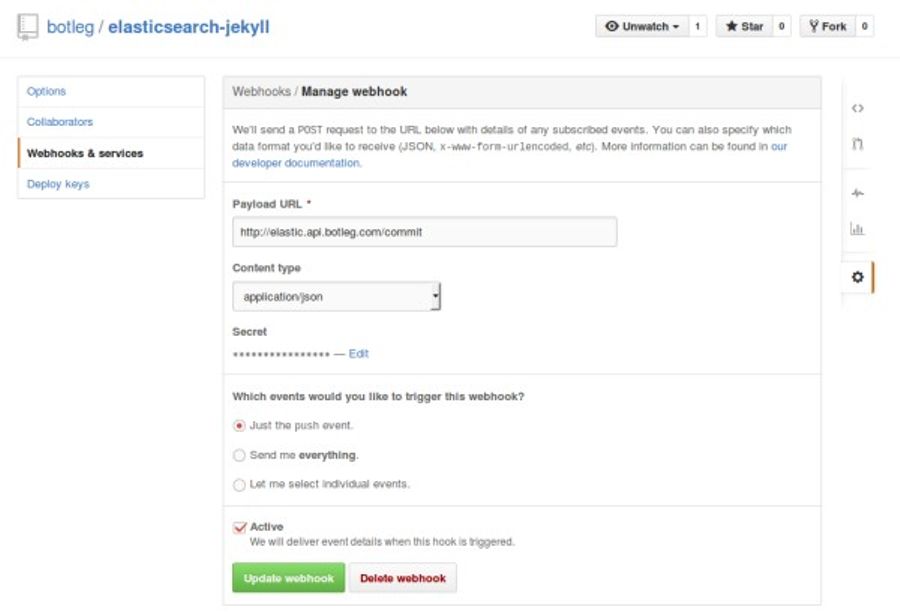 botleg / elasticsearch-jekyll
Unwatch 1 Star 0 Fork 0
Options
Collaborators
Webhooks & services
Deploy keys
Webhooks / Manage webhook
We'll send a POST request to the URL below with details of any subscribed events. You can also specify which
data format you'd like to receive (JSON, x-www-form-urlencoded, etc). More information can be found in our
developer documentation.
Payload URL *
http://elastic.api.botleg.com/commit
Content type
application/json
Secret
**************** — Edit
Which events would you like to trigger this webhook?
Just the push event.
Send me everything.
Let me select individual events.
Active
We will deliver event details when this hook is triggered.
Update webhook Delete webhook